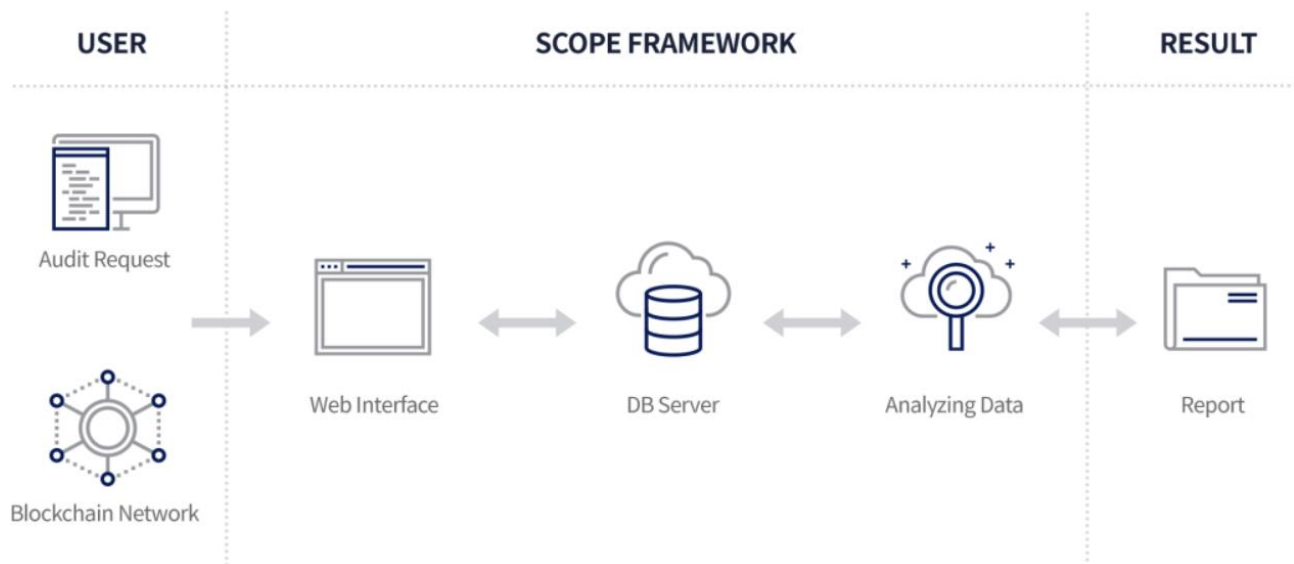 USER
SCOPE FRAMEWORK
RESULT
Audit Request
Blockchain Network
Web Interface
DB Server
Analyzing Data
Report